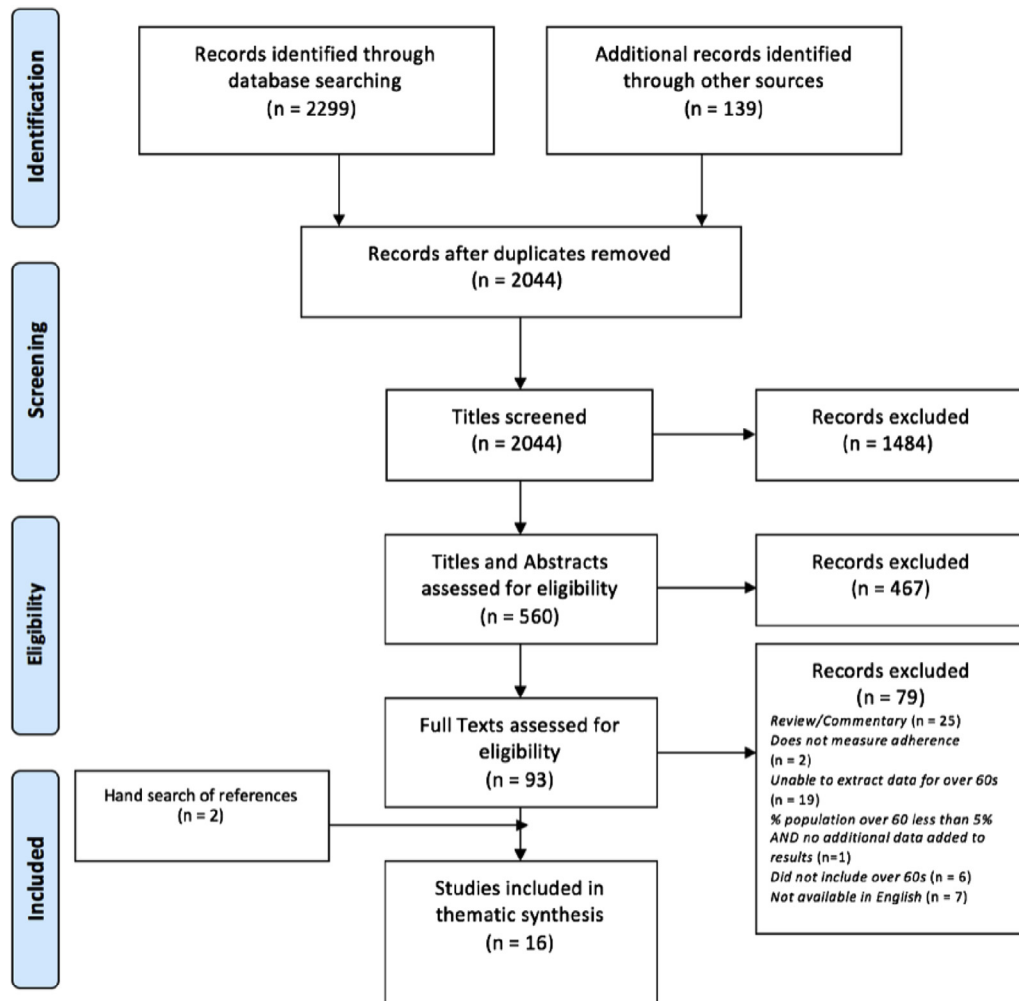 Identification
Records identified through
database searching
(n = 2299)
Additional records identified
through other sources
(n = 139)
Records after duplicates removed
(n = 2044)
Screening
Titles screened
(n = 2044)
Records excluded
(n = 1484)
Eligibility
Titles and Abstracts
assessed for eligibility
(n = 560)
Records excluded
(n = 467)
Full Texts assessed for
eligibility
(n = 93)
Records excluded
(n = 79)
Review/Commentary (n = 25)
Does not measure adherence
(n = 2)
Unable to extract data for over 60s
(n = 19)
% population over 60 less than 5%
AND no additional data added to
results (n=1)
Did not include over 60s (n = 6)
Not available in English (n = 7)
Included
Hand search of references
(n = 2)
Studies included in
thematic synthesis
(n = 16)